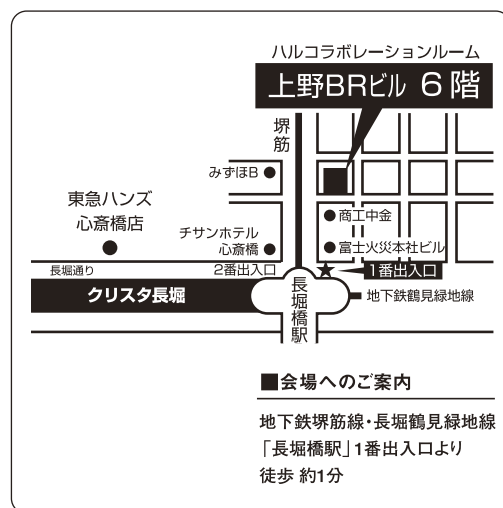 ハルコラボレーションルーム
上野BRビル 6階
堺筋
みずほB
東急ハンズ
心斎橋店
商工中金
チサンホテル
心斎橋
富士火災本社ビル
長堀通り
2番出入口
1番出入口
クリスタ長堀
長堀橋駅
地下鉄鶴見緑地線
■会場へのご案内
地下鉄堺筋線・長堀鶴見緑地線
「長堀橋駅」1番出入口より
徒歩 約1分